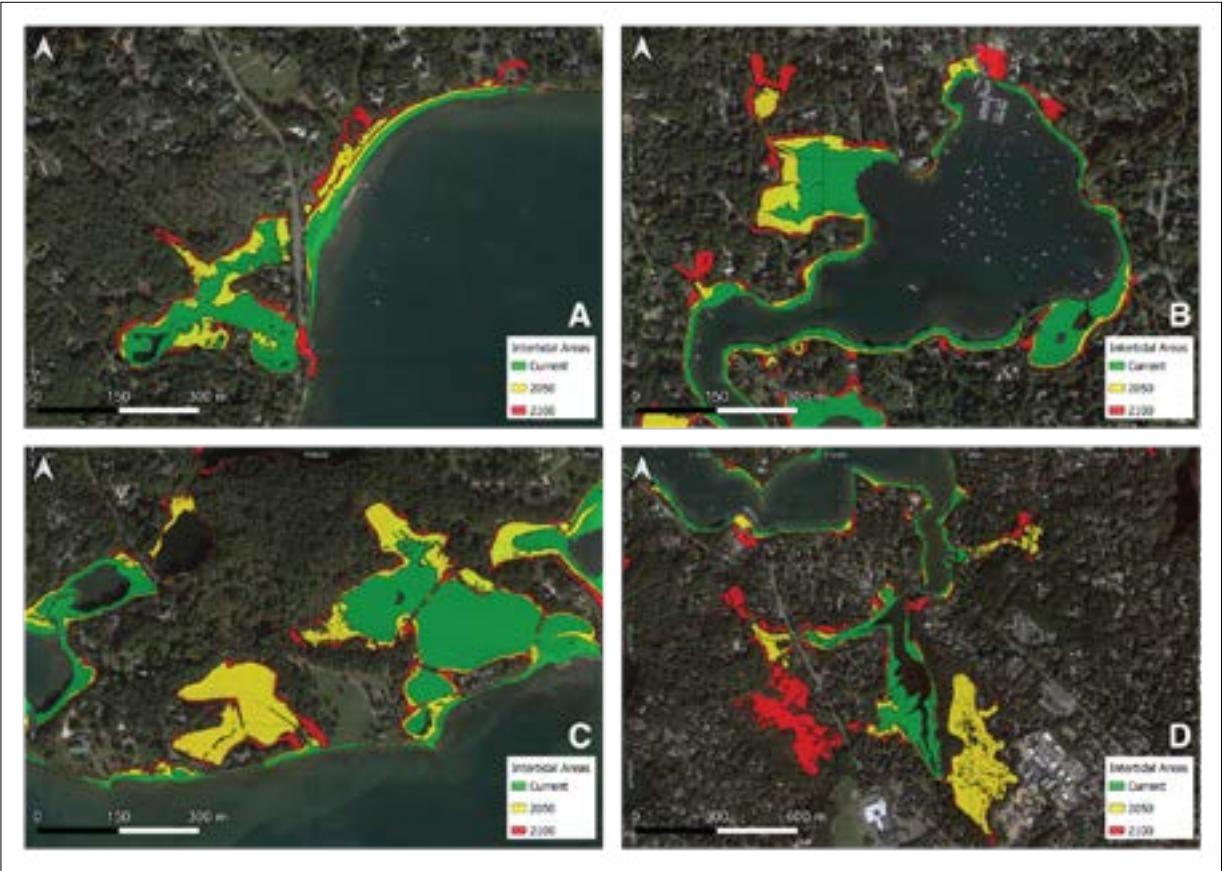 A
Intertidal Areas
Current
2050
2100
0 150 300 m
B
Intertidal Areas
Current
2050
2100
0 150 300 m
C
Intertidal Areas
Current
2050
2100
0 150 300 m
D
Intertidal Areas
Current
2050
2100
0 300 600 m